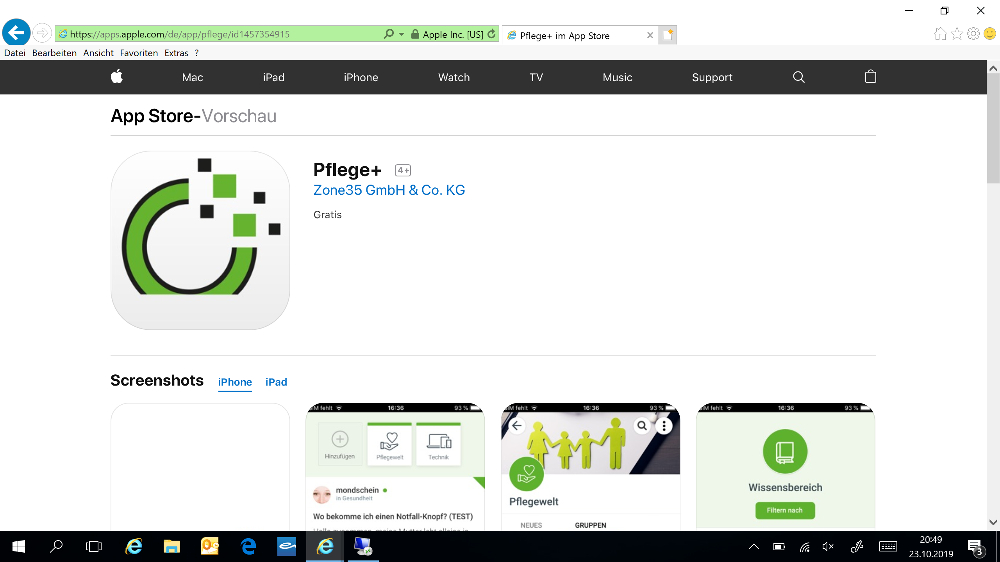 https://apps.apple.com/de/app/pflege/id1457354915
Apple Inc. [US]
Pflege+ im App Store
Datei Bearbeiten Ansicht Favoriten Extras ?
Mac iPad iPhone Watch TV Music Support
App Store-Vorschau
Pflege+ 4+
Zone35 GmbH & Co. KG
Gratis
Screenshots iPhone iPad
SIM fehlt 16:36 93 %
Hinzufügen Pflegewelt Technik
mondschein
in Gesundheit
Wo bekomme ich einen Notfall-Knopf? (TEST)
SIM fehlt 16:36 93 %
Pflegewelt
NEUES GRUPPEN
SIM fehlt 16:36 93 %
Wissensbereich
Filtern nach
20:49
23.10.2019
3